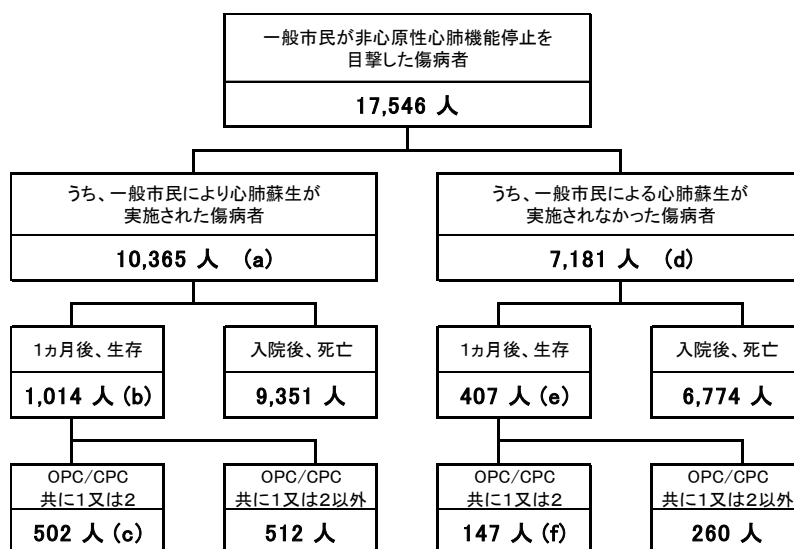 一般市民が非心原性心肺機能停止を
目撃した傷病者
17,546 人
うち、一般市民により心肺蘇生が
実施された傷病者
10,365 人 (a)
うち、一般市民による心肺蘇生が
実施されなかった傷病者
7,181 人 (d)
1ヵ月後、生存
1,014 人 (b)
入院後、死亡
9,351 人
1ヵ月後、生存
407 人 (e)
入院後、死亡
6,774 人
OPC/CPC
共に1又は2
502 人 (c)
OPC/CPC
共に1又は2以外
512 人
OPC/CPC
共に1又は2
147 人 (f)
OPC/CPC
共に1又は2以外
260 人